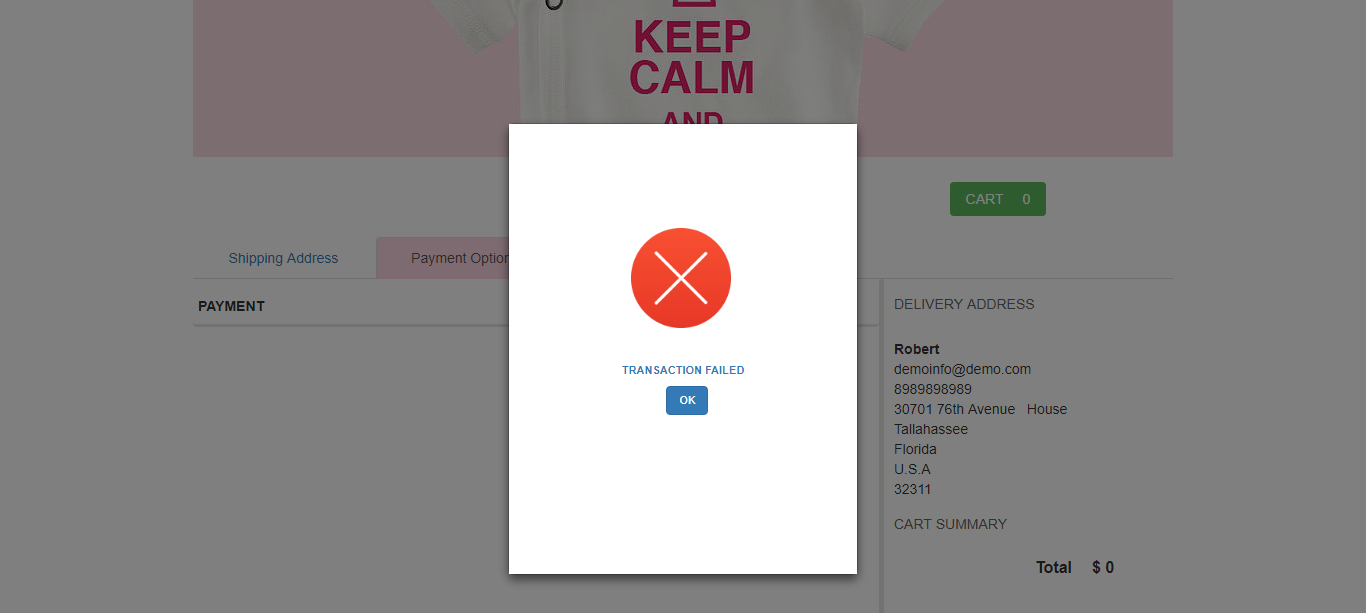 KEEP
CALM
AND
CART 0
Shipping Address
Payment Option
PAYMENT
TRANSACTION FAILED
OK
DELIVERY ADDRESS
Robert
demoinfo@demo.com
8989898989
30701 76th Avenue House
Tallahassee
Florida
U.S.A
32311
CART SUMMARY
Total $ 0